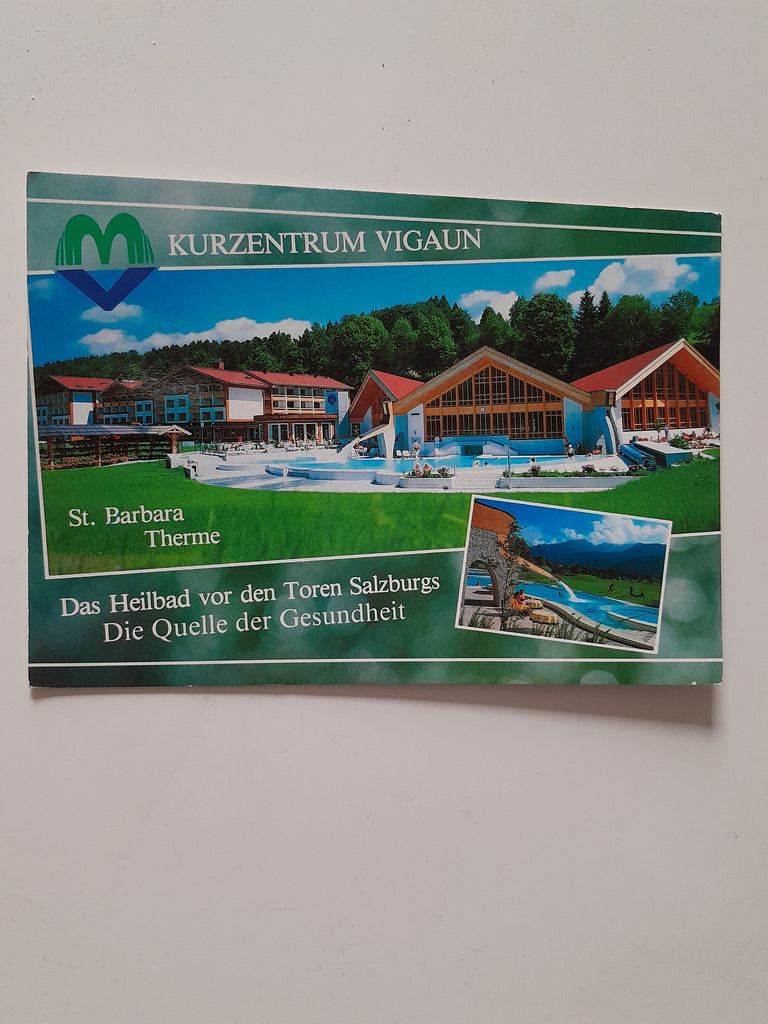 KURZENTRUM VIGAUN
St. Barbara
Therme
Das Heilbad vor den Toren Salzburgs
Die Quelle der Gesundheit